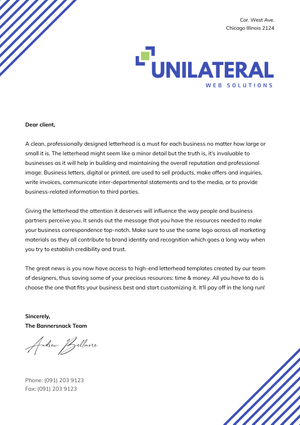 Cor. West Ave.
Chicago Illinois 2124
UNILATERAL
WEB SOLUTIONS
Dear client,
A clean, professionally designed letterhead is a must for each business no matter how large or
small it is. The letterhead might seem like a minor detail but the truth is, it's invaluable to
businesses as it will help in building and maintaining the overall reputation and professional
image. Business letters, digital or printed, are used to sell products, make offers and inquiries,
write invoices, communicate inter-departmental statements and to the media, or to provide
business-related information to third parties.
Giving the letterhead the attention it deserves will influence the way people and business
partners perceive you. It sends out the message that you have the resources needed to make
your business correspondence top-notch. Make sure to use the same logo across all marketing
materials as they all contribute to brand identity and recognition which goes a long way when
you try to establish credibility and trust.
The great news is you now have access to high-end letterhead templates created by our team
of designers, thus saving some of your precious resources: time & money. All you have to do is
choose the one that fits your business best and start customizing it. It'll pay off in the long run!
Sincerely,
The Bannersnack Team
Andrew Bellaire
Phone: (091) 203 9123
Fax: (091) 203 9123